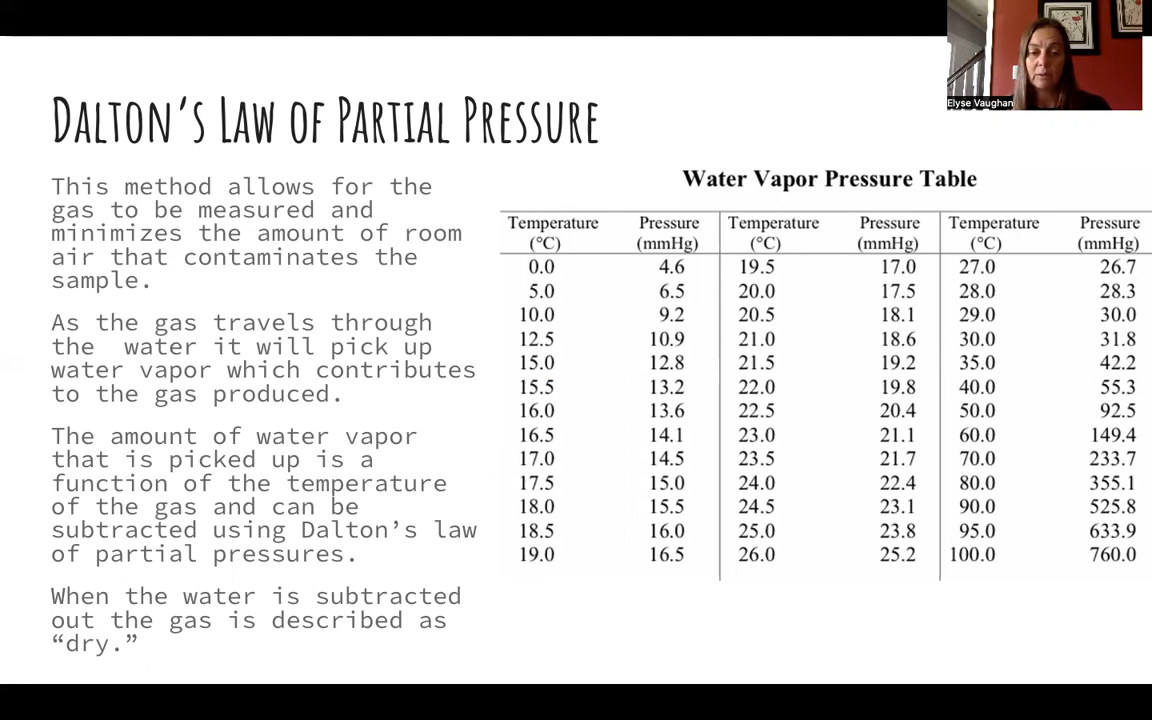 Elyse Vaughan
DALTON'S LAW OF PARTIAL PRESSURE
This method allows for the
gas to be measured and
minimizes the amount of room
air that contaminates the
sample.
As the gas travels through
the  water it will pick up
water vapor which contributes
to the gas produced.
The amount of water vapor
that is picked up is a
function of the temperature
of the gas and can be
subtracted using Dalton's law
of partial pressures.
When the water is subtracted
out the gas is described as
“dry.”
Water Vapor Pressure Table
Temperature Pressure Temperature Pressure Temperature Pressure
(°C) (mmHg) (°C) (mmHg) (°C) (mmHg)
0.0 4.6 19.5 17.0 27.0 26.7
5.0 6.5 20.0 17.5 28.0 28.3
10.0 9.2 20.5 18.1 29.0 30.0
12.5 10.9 21.0 18.6 30.0 31.8
15.0 12.8 21.5 19.2 35.0 42.2
15.5 13.2 22.0 19.8 40.0 55.3
16.0 13.6 22.5 20.4 50.0 92.5
16.5 14.1 23.0 21.1 60.0 149.4
17.0 14.5 23.5 21.7 70.0 233.7
17.5 15.0 24.0 22.4 80.0 355.1
18.0 15.5 24.5 23.1 90.0 525.8
18.5 16.0 25.0 23.8 95.0 633.9
19.0 16.5 26.0 25.2 100.0 760.0